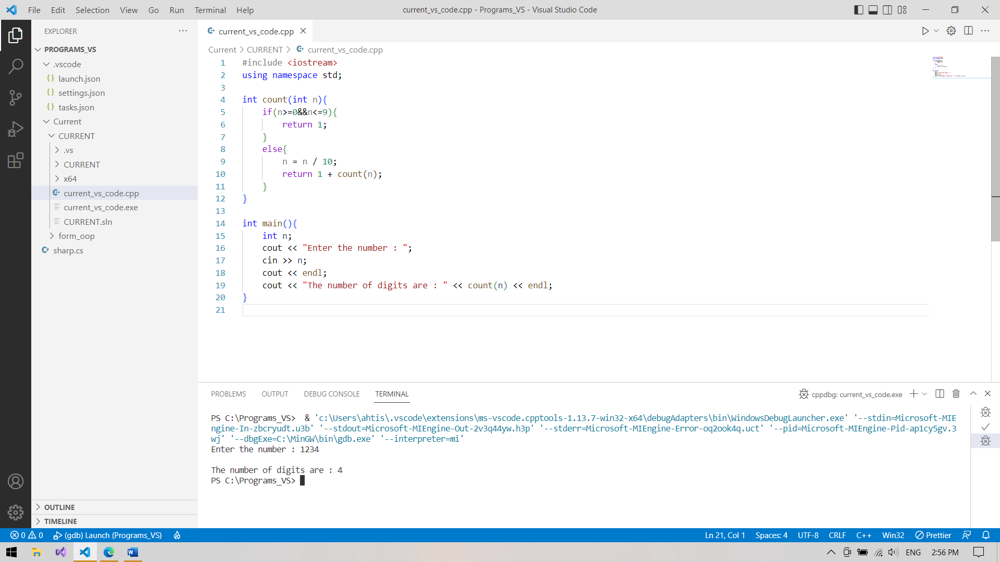 File Edit Selection View Go Run Terminal Help
current_vs_code.cpp - Programs_VS - Visual Studio Code
EXPLORER
PROGRAMS_VS
.vscode
launch.json
settings.json
tasks.json
Current
CURRENT
.vs
CURRENT
x64
current_vs_code.cpp
current_vs_code.exe
CURRENT.sln
form_oop
sharp.cs
OUTLINE
TIMELINE
current_vs_code.cpp
Current > CURRENT > current_vs_code.cpp
1 #include <iostream>
2 using namespace std;
3
4 int count(int n){
5 if(n>=0&&n<=9){
6 return 1;
7 }
8 else{
9 n = n / 10;
10 return 1 + count(n);
11 }
12 }
13
14 int main(){
15 int n;
16 cout << "Enter the number : ";
17 cin >> n;
18 cout << endl;
19 cout << "The number of digits are : " << count(n) << endl;
20 }
21
PROBLEMS OUTPUT DEBUG CONSOLE TERMINAL
cppdbg: current_vs_code.exe
PS C:\Programs_VS>  & 'c:\Users\ahtis\.vscode\extensions\ms-vscode.cpptools-1.13.7-win32-x64\debugAdapters\bin\WindowsDebugLauncher.exe' '--stdin=Microsoft-MIE
ngine-In-zbcryudt.u3b' '--stdout=Microsoft-MIEngine-Out-2v3q44yw.h3p' '--stderr=Microsoft-MIEngine-Error-oq2ook4q.uct' '--pid=Microsoft-MIEngine-Pid-ap1cy5gv.3
wj' '--dbgExe=C:\MinGW\bin\gdb.exe' '--interpreter=mi'
Enter the number : 1234
The number of digits are : 4
PS C:\Programs_VS>
0 0 (gdb) Launch (Programs_VS)
Ln 21, Col 1 Spaces: 4 UTF-8 CRLF C++ Win32 Prettier
ENG 2:56 PM